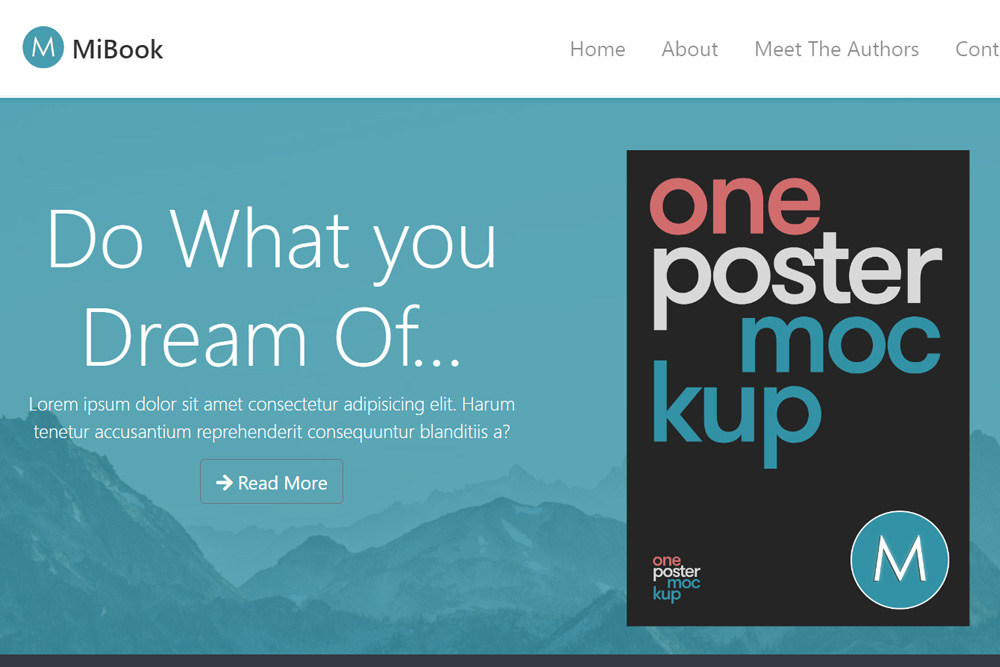 M MiBook
Home About Meet The Authors Cont
Do What you
Dream Of...
Lorem ipsum dolor sit amet consectetur adipisicing elit. Harum
tenetur accusantium reprehenderit consequuntur blanditiis a?
Read More
one
poster
moc
kup
one
poster
moc
kup
M